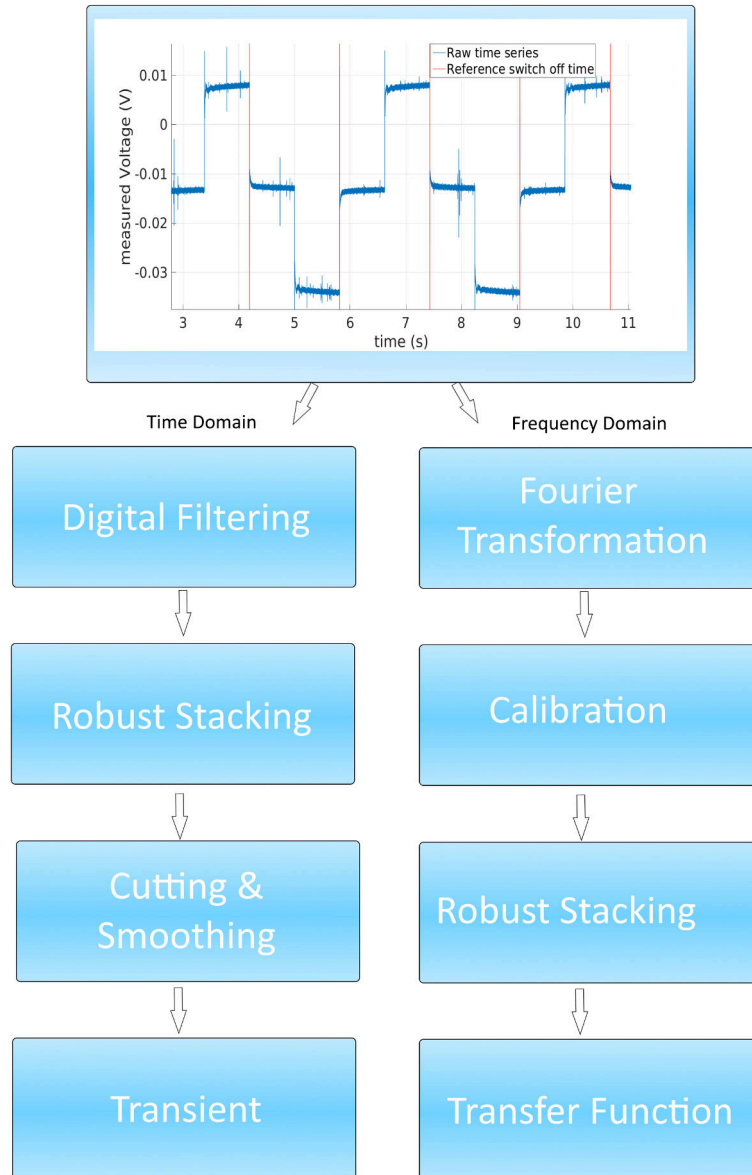 Raw time series
Reference switch off time
0.01
0
-0.01
-0.02
-0.03
measured Voltage (V)
3 4 5 6 7 8 9 10 11
time (s)
Time Domain
Frequency Domain
Digital Filtering
Fourier
Transformation
Robust Stacking
Calibration
Cutting &
Smoothing
Robust Stacking
Transient
Transfer Function